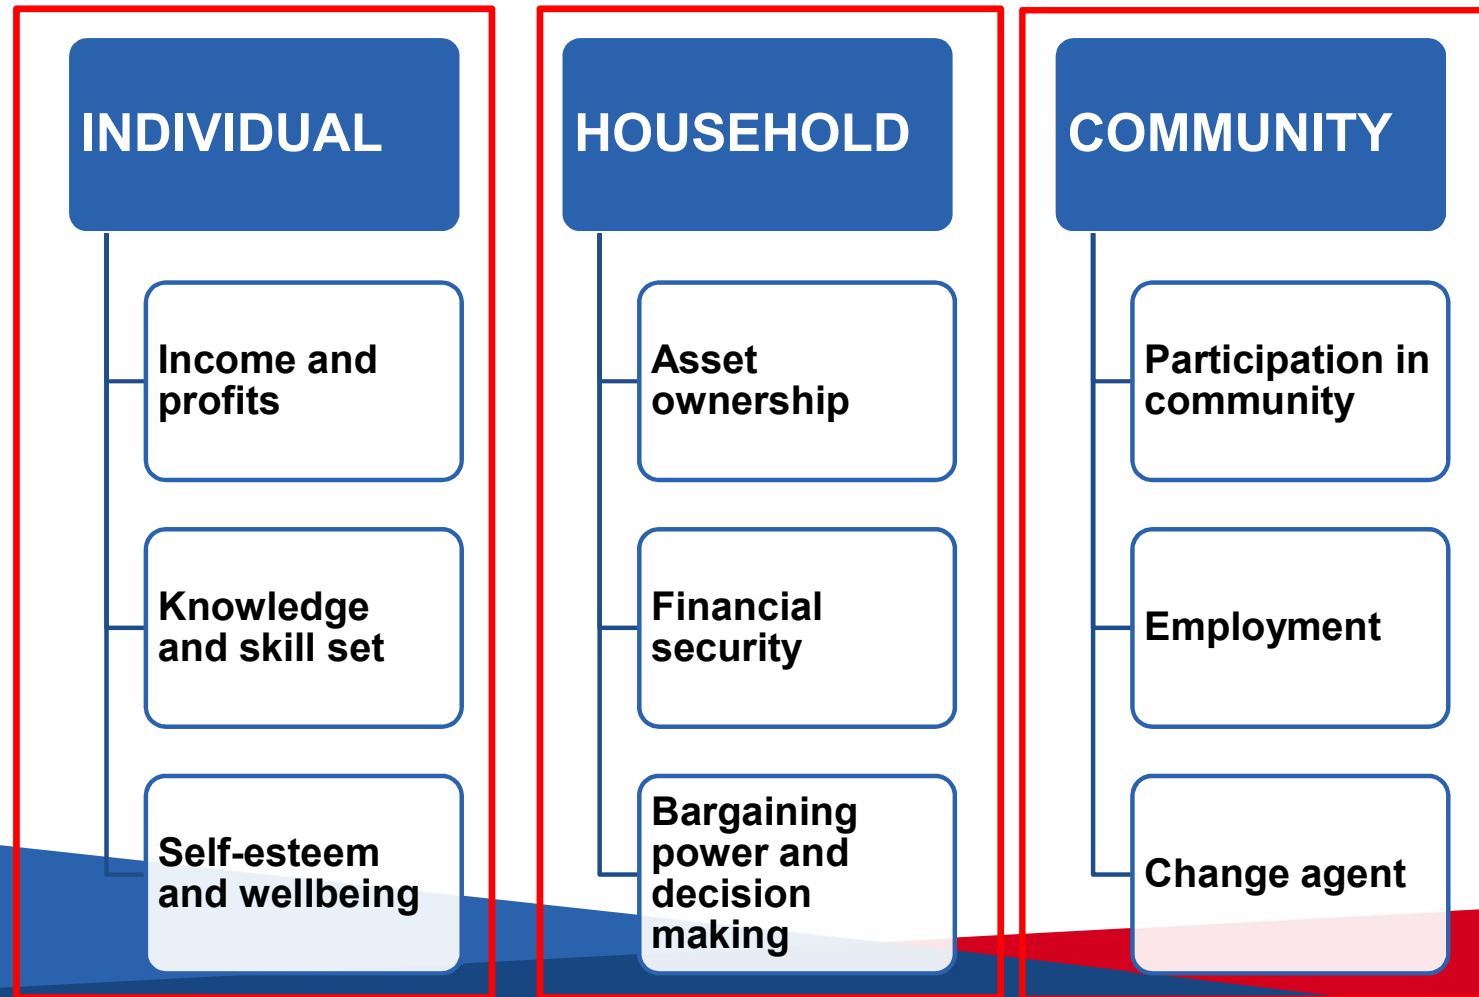 INDIVIDUAL
Income and
profits
Knowledge
and skill set
Self-esteem
and wellbeing
HOUSEHOLD
Asset
ownership
Financial
security
Bargaining
power and
decision
making
COMMUNITY
Participation in
community
Employment
Change agent